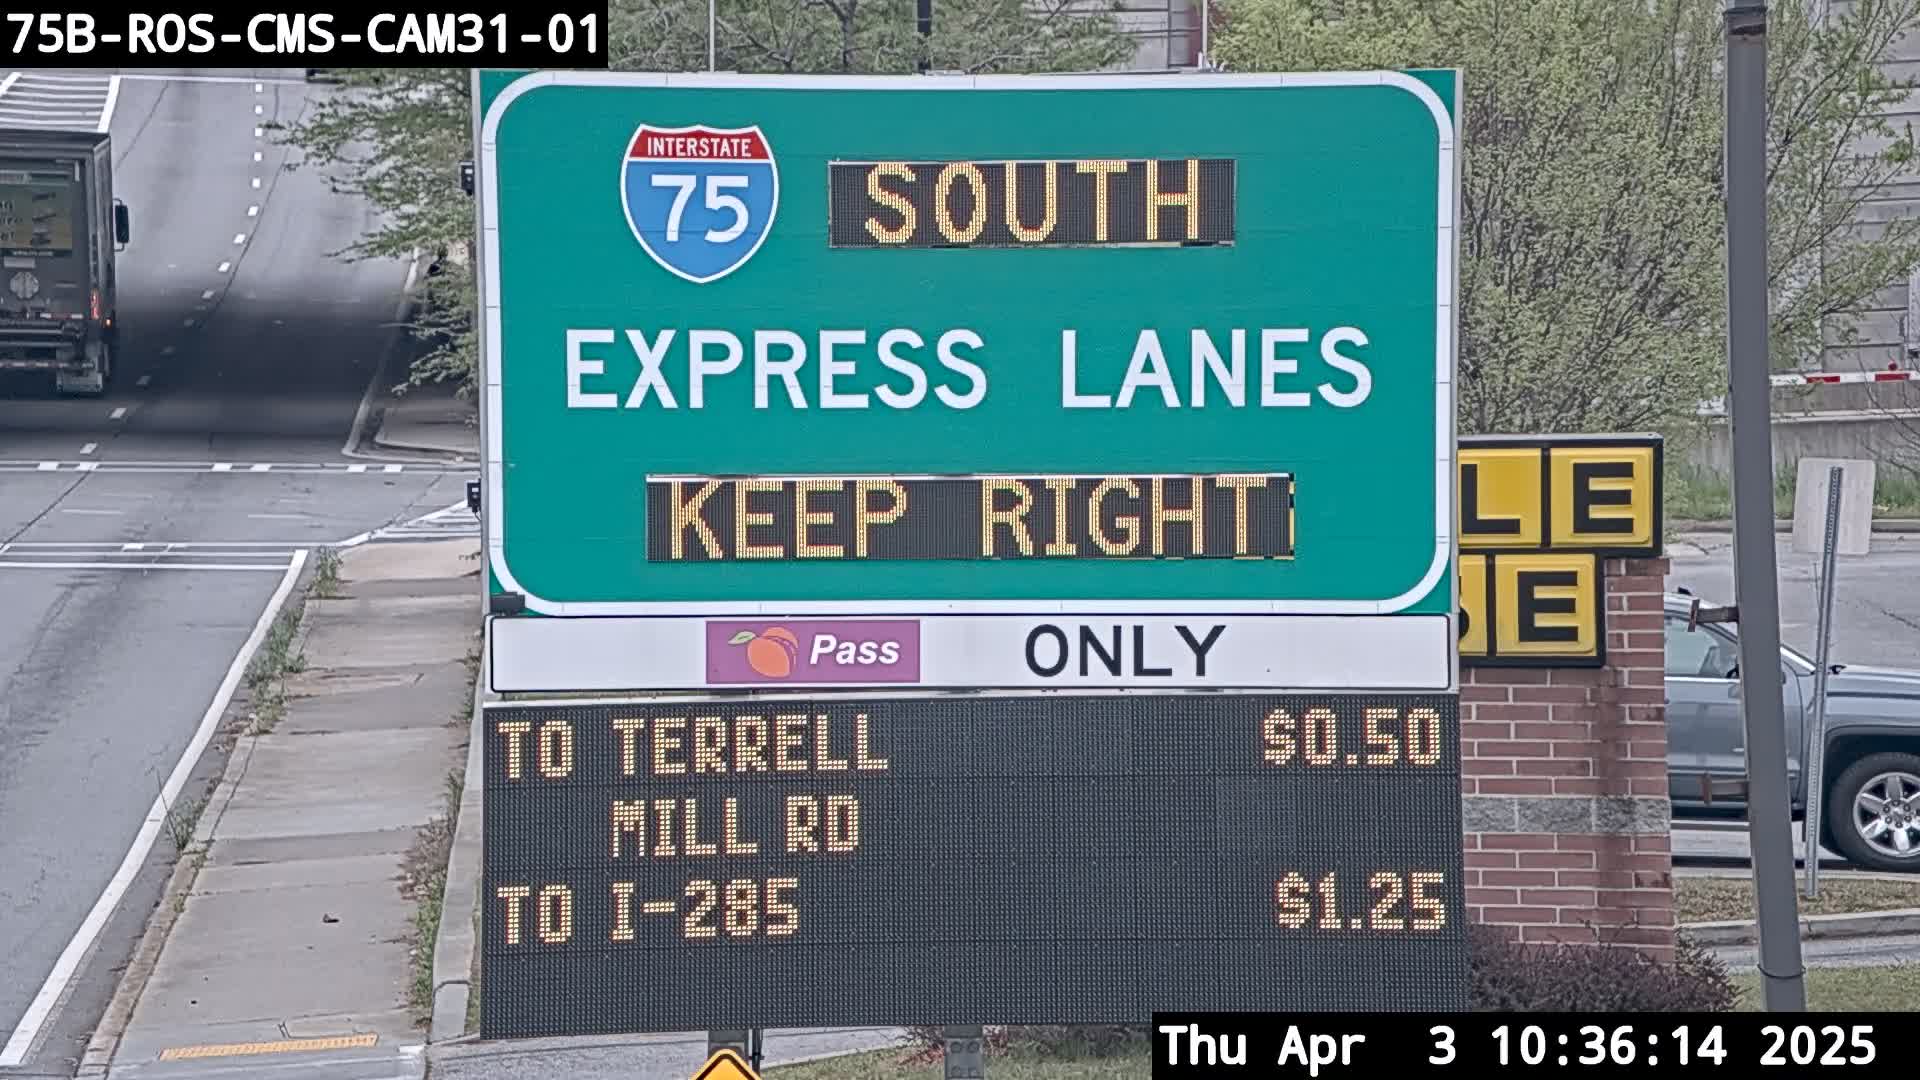 75B-ROS-CMS-CAM31-01
INTERSTATE
75
SOUTH
EXPRESS LANES
KEEP RIGHT
LE
E
Pass ONLY
TO TERRELL $0.50
MILL RD
TO I-285 $1.25
Thu Apr 3 10:36:14 2025